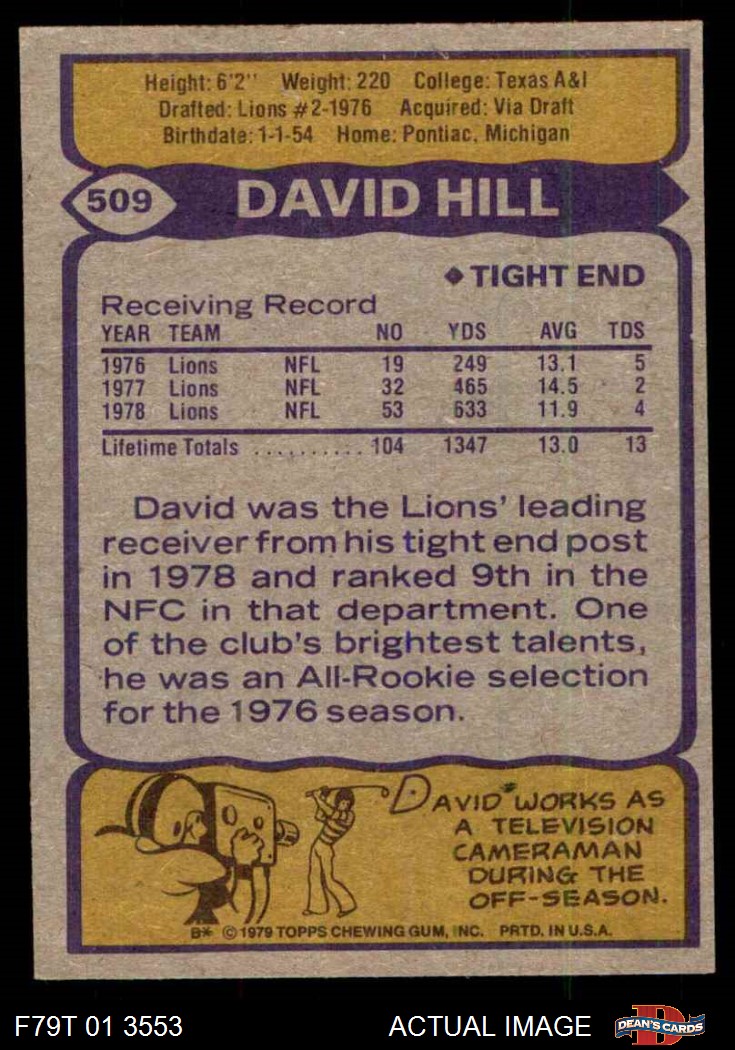 Height: 6'2" Weight: 220 College: Texas A&I
Drafted: Lions #2-1976 Acquired: Via Draft
Birthdate: 1-1-54 Home: Pontiac, Michigan
509 DAVID HILL
◆ TIGHT END
Receiving Record
YEAR TEAM NO YDS AVG TDS
1976 Lions NFL 19 249 13.1 5
1977 Lions NFL 32 465 14.5 2
1978 Lions NFL 53 633 11.9 4
Lifetime Totals .......... 104 1347 13.0 13
David was the Lions' leading
receiver from his tight end post
in 1978 and ranked 9th in the
NFC in that department. One
of the club's brightest talents,
he was an All-Rookie selection
for the 1976 season.
DAVID WORKS AS
A TELEVISION
CAMERAMAN
DURING THE
OFF-SEASON.
B* © 1979 TOPPS CHEWING GUM, INC. PRTD. IN U.S.A.
F79T 01 3553 ACTUAL IMAGE DEAN'S CARDS